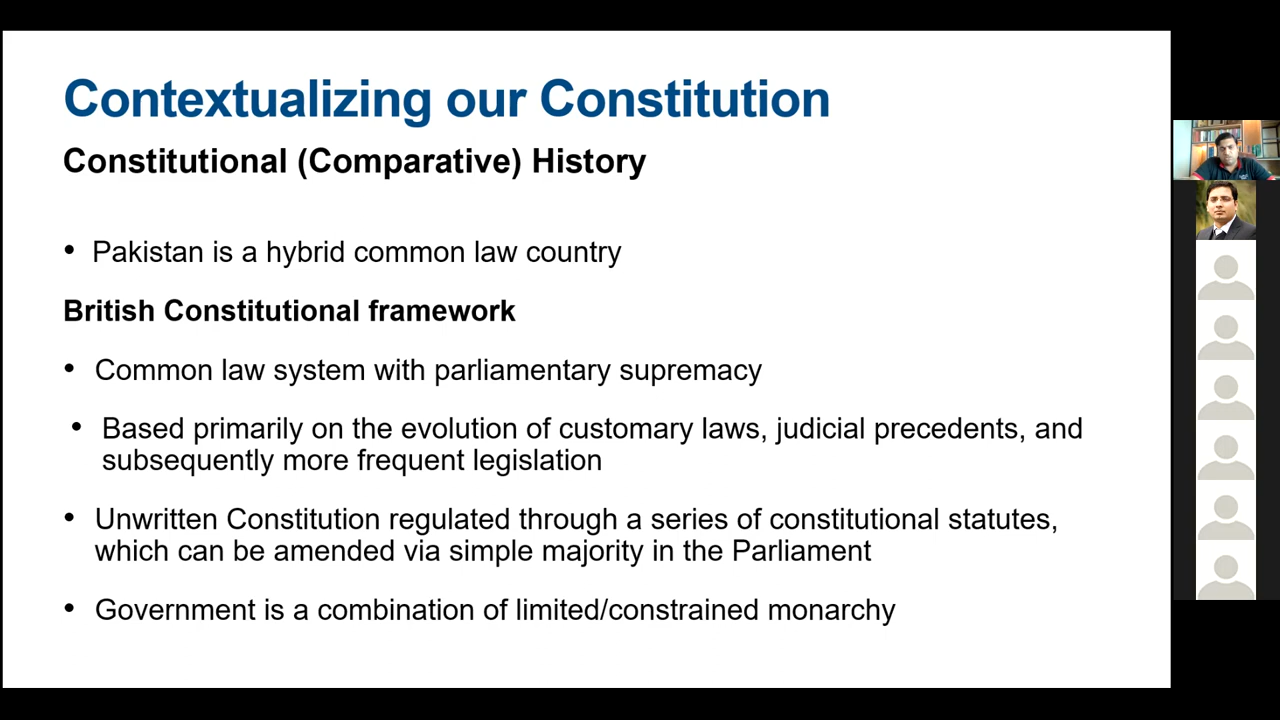 Contextualizing our Constitution
Constitutional (Comparative) History
• Pakistan is a hybrid common law country
British Constitutional framework
• Common law system with parliamentary supremacy
• Based primarily on the evolution of customary laws, judicial precedents, and
subsequently more frequent legislation
• Unwritten Constitution regulated through a series of constitutional statutes,
which can be amended via simple majority in the Parliament
• Government is a combination of limited/constrained monarchy